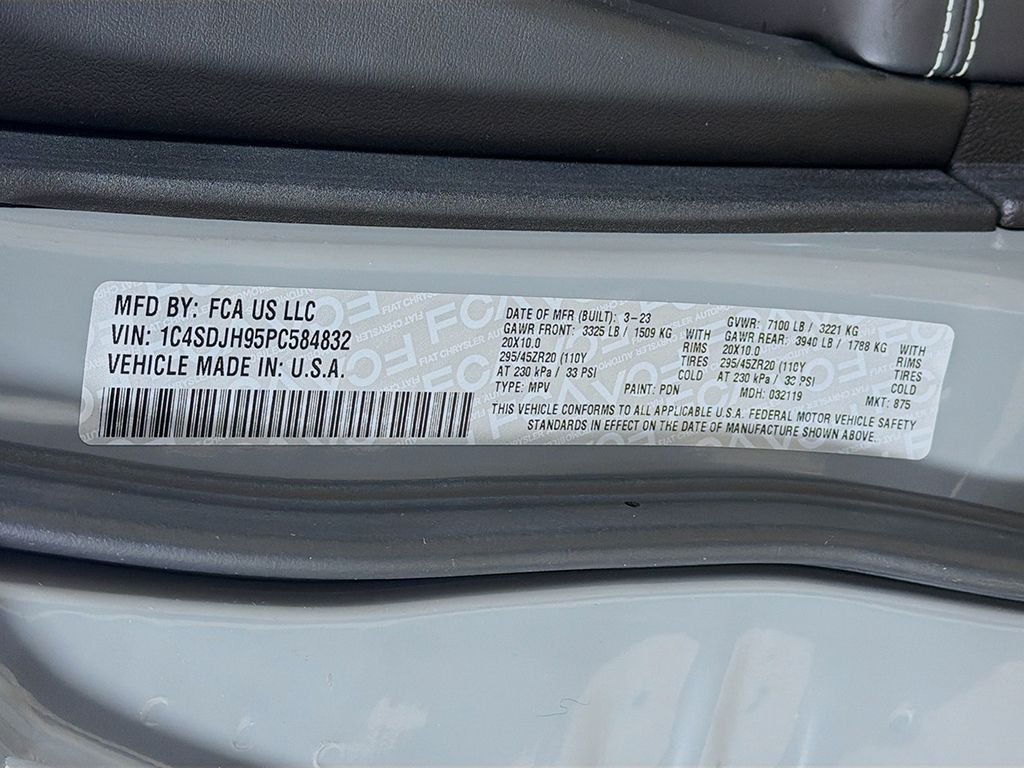 MFD BY: FCA US LLC
VIN: 1C4SDJH95PC584832
VEHICLE MADE IN: U.S.A.
DATE OF MFR (BUILT): 3-23 GVWR: 7100 LB / 3221 KG
GAWR FRONT: 3325 LB / 1509 KG WITH GAWR REAR: 3940 LB / 1788 KG WITH
20X10.0 RIMS 20X10.0 RIMS
295/45ZR20 (110Y TIRES 295/45ZR20 (110Y TIRES
AT 230 kPa / 33 PSI COLD AT 230 kPa / 33 PSI COLD
TYPE: MPV PAINT: PDN MDH: 032119 MKT: 875
THIS VEHICLE CONFORMS TO ALL APPLICABLE U.S.A. FEDERAL MOTOR VEHICLE SAFETY
STANDARDS IN EFFECT ON THE DATE OF MANUFACTURE SHOWN ABOVE.